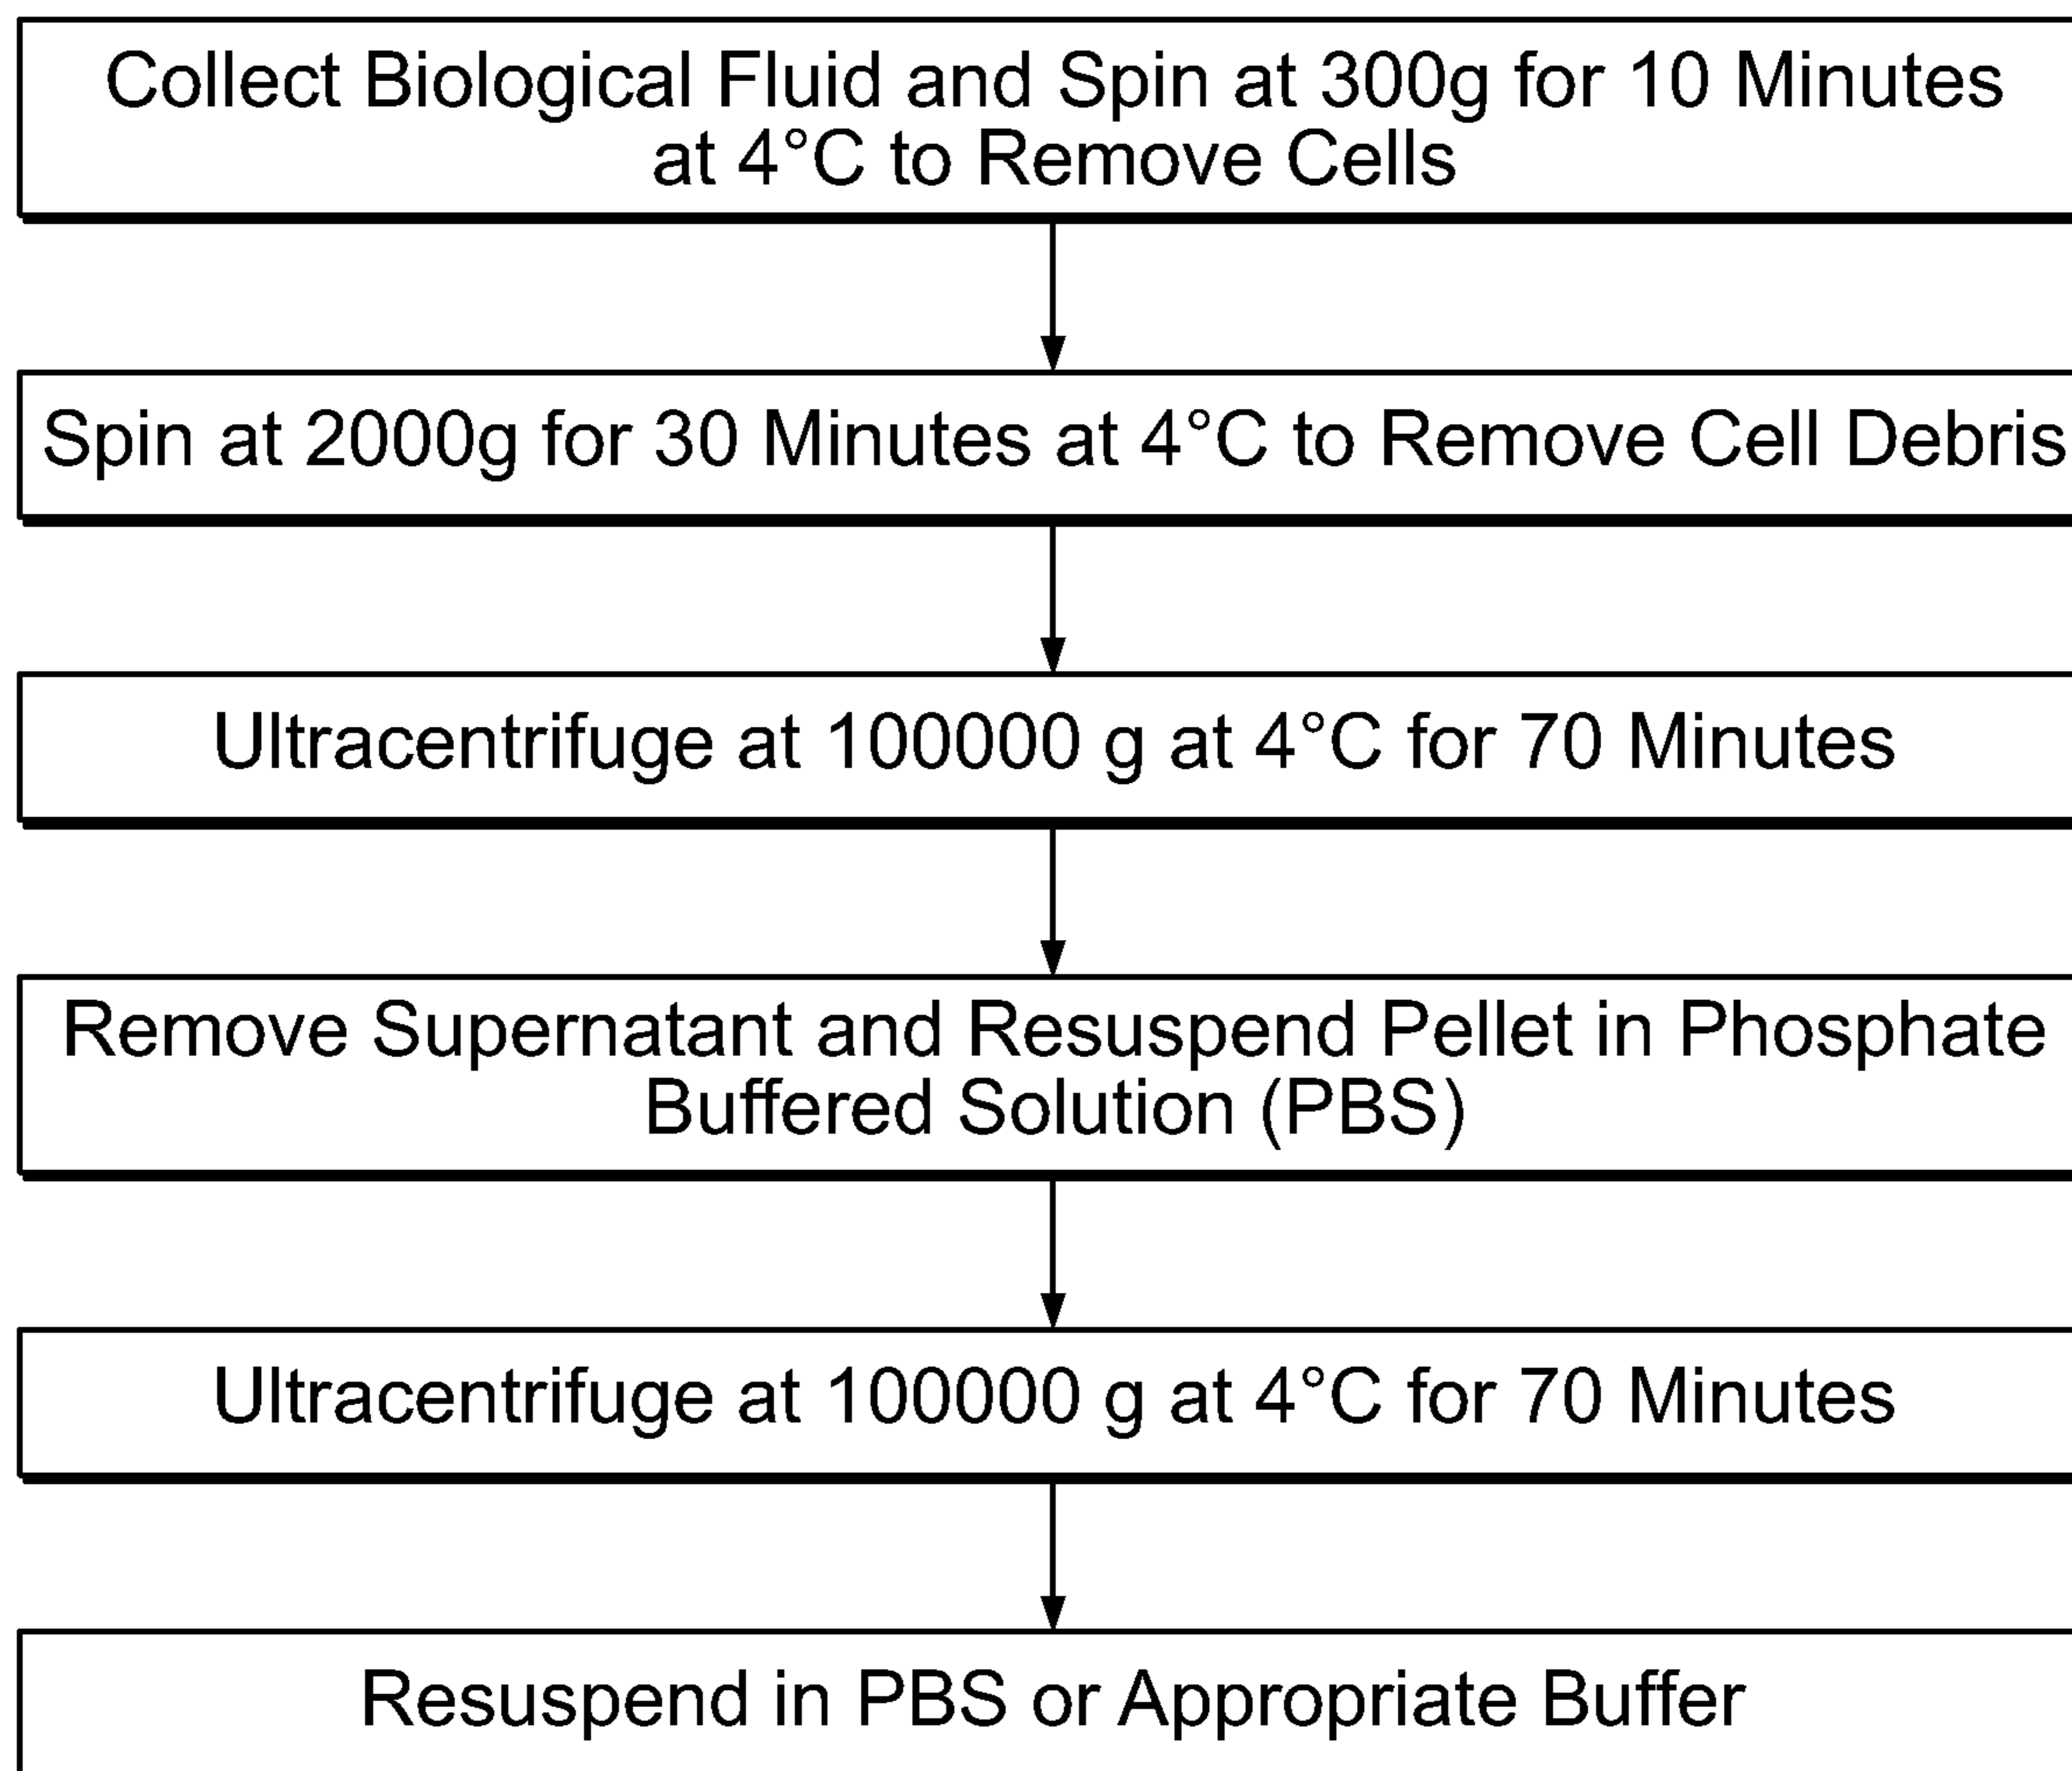 Collect Biological Fluid and Spin at 300g for 10 Minutes
at 4°C to Remove Cells
Spin at 2000g for 30 Minutes at 4°C to Remove Cell Debris
Ultracentrifuge at 100000 g at 4°C for 70 Minutes
Remove Supernatant and Resuspend Pellet in Phosphate
Buffered Solution (PBS)
Ultracentrifuge at 100000 g at 4°C for 70 Minutes
Resuspend in PBS or Appropriate Buffer